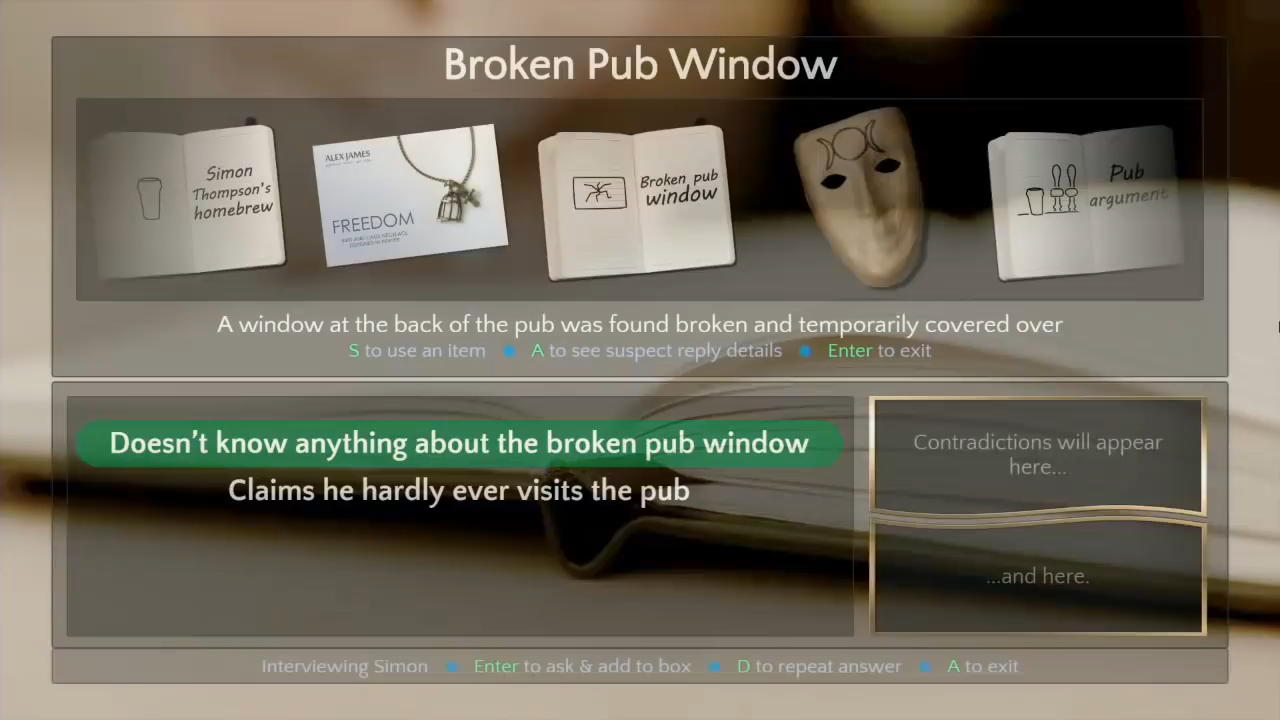 Broken Pub Window
Simon
Thompson's
homebrew
ALEX JAMES
FREEDOM
Broken pub
window
Pub
argument
A window at the back of the pub was found broken and temporarily covered over
S to use an item A to see suspect reply details Enter to exit
Doesn't know anything about the broken pub window
Claims he hardly ever visits the pub
Contradictions will appear
here...
...and here.
Interviewing Simon Enter to ask & add to box D to repeat answer A to exit